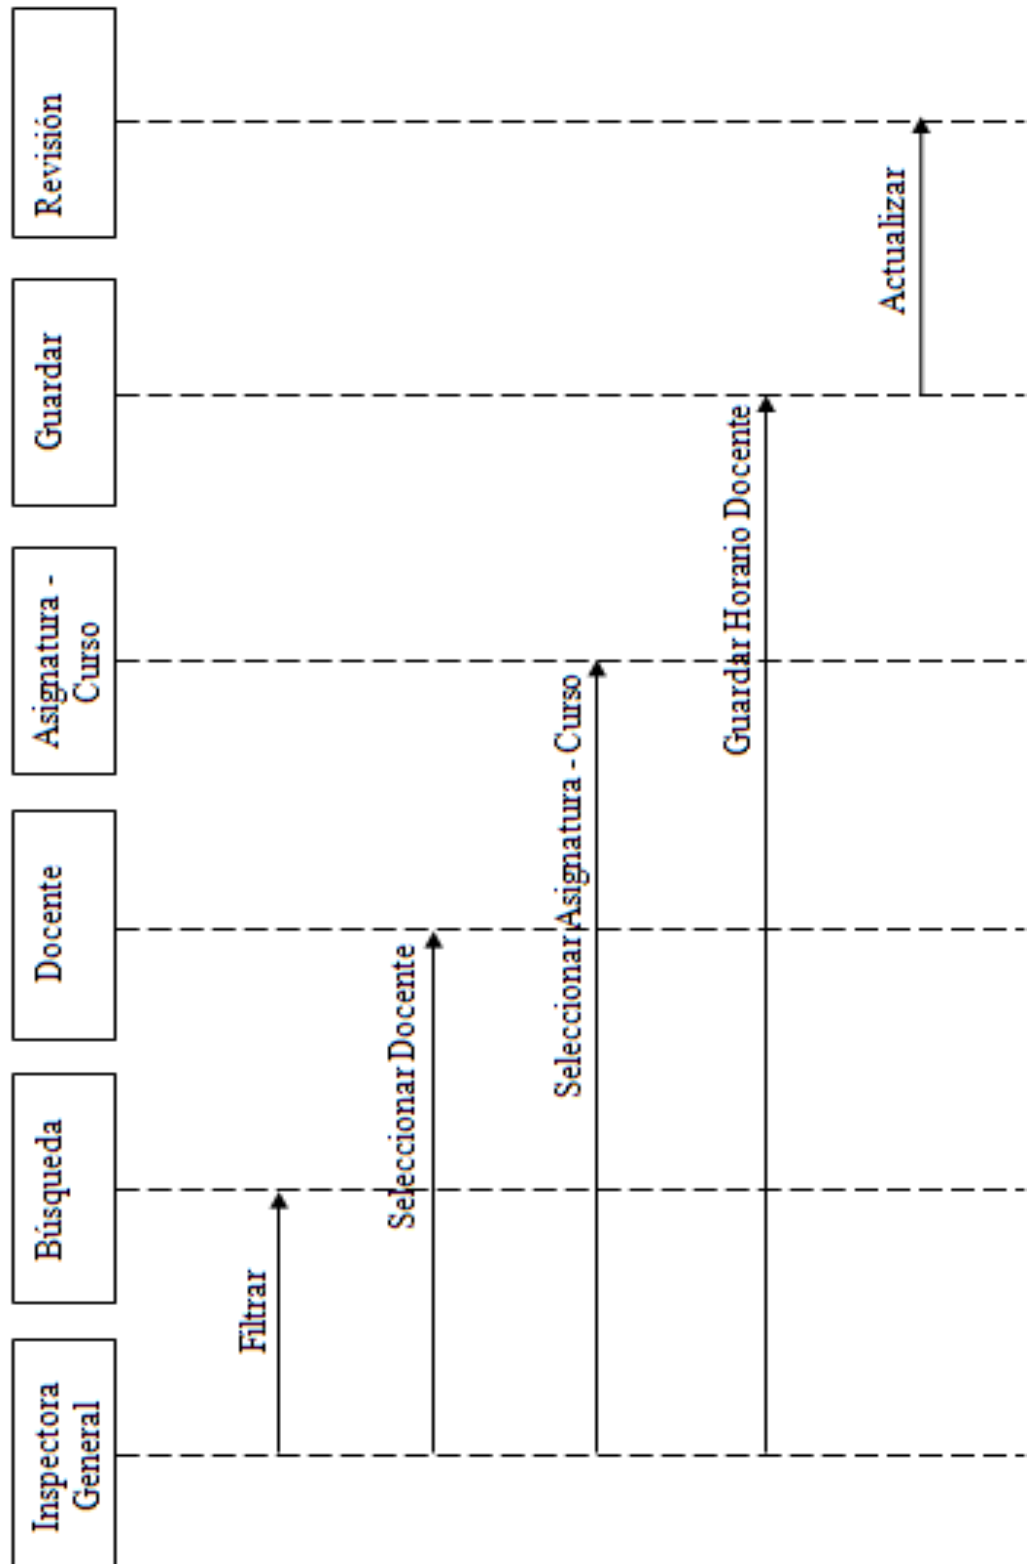 Inspectora
General
Búsqueda
Docente
Asignatura -
Curso
Guardar
Revisión
Filtrar
Seleccionar Docente
Seleccionar Asignatura - Curso
Guardar Horario Docente
Actualizar